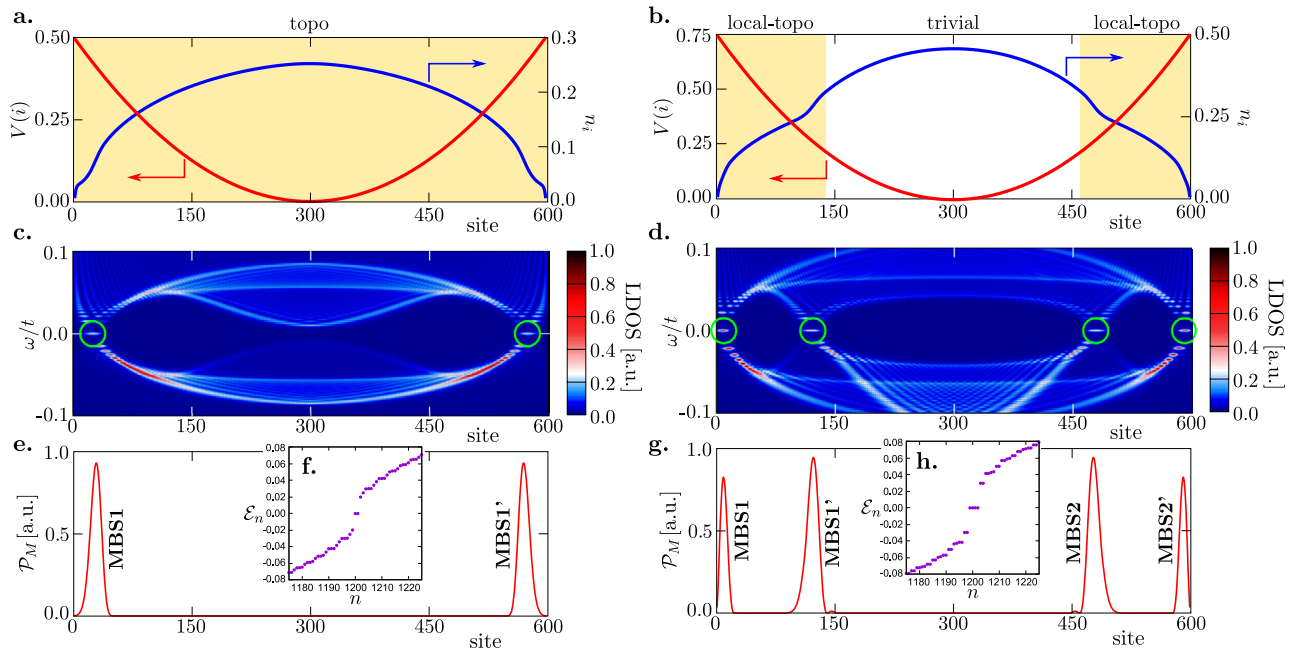 a.
topo
0.50
0.25
0.00
V(i)
0.3
0.2
0.1
0.0
n_i
0
150
300
450
600
site
b.
local-topo
trivial
local-topo
0.75
0.50
0.25
0.00
V(i)
0.50
0.25
0.00
n_i
0
150
300
450
600
site
c.
0.1
0.0
-0.1
ω/t
0
150
300
450
600
site
1.0
0.8
0.6
0.4
0.2
0.0
LDOS [a.u.]
d.
0.1
0.0
-0.1
ω/t
0
150
300
450
600
site
1.0
0.8
0.6
0.4
0.2
0.0
LDOS [a.u.]
e.
1.0
0.5
0.0
𝒫_M [a.u.]
MBS1
MBS1'
0
150
300
450
600
site
f.
0.08
0.06
0.04
0.02
0.00
-0.02
-0.04
-0.06
-0.08
ℰ_n
1180
1190
1200
1210
1220
n
g.
1.0
0.5
0.0
𝒫_M [a.u.]
MBS1
MBS1'
MBS2
MBS2'
0
150
300
450
600
site
h.
0.08
0.06
0.04
0.02
0.00
-0.02
-0.04
-0.06
-0.08
ℰ_n
1180
1190
1200
1210
1220
n